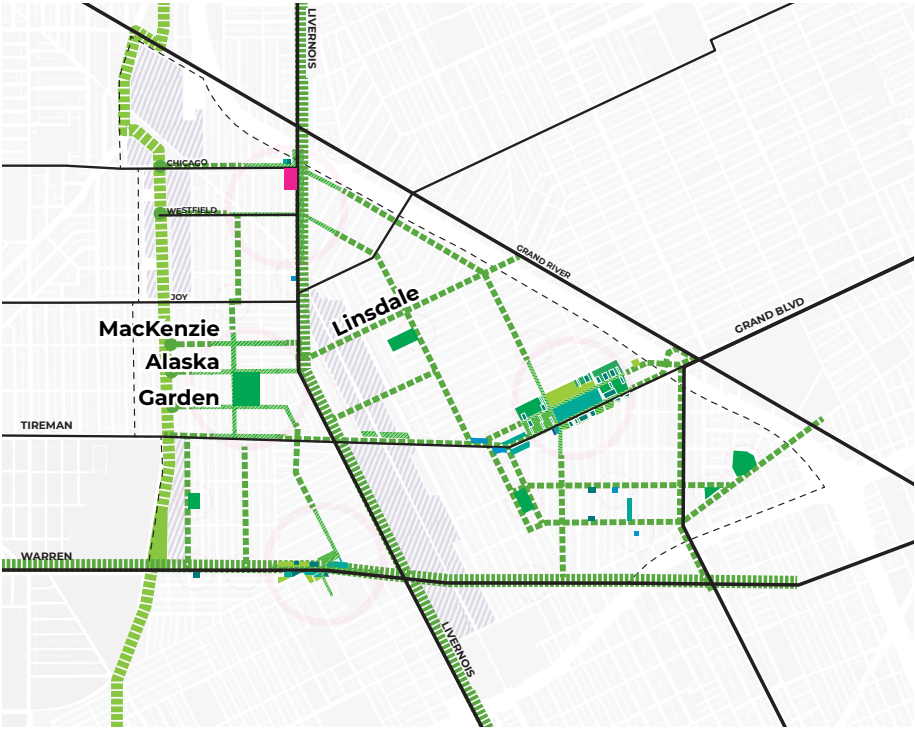 LIVERNOIS
CHICAGO
WESTFIELD
GRAND RIVER
JOY
Linsdale
GRAND BLVD
MacKenzie
Alaska
Garden
TIREMAN
WARREN
LIVERNOIS